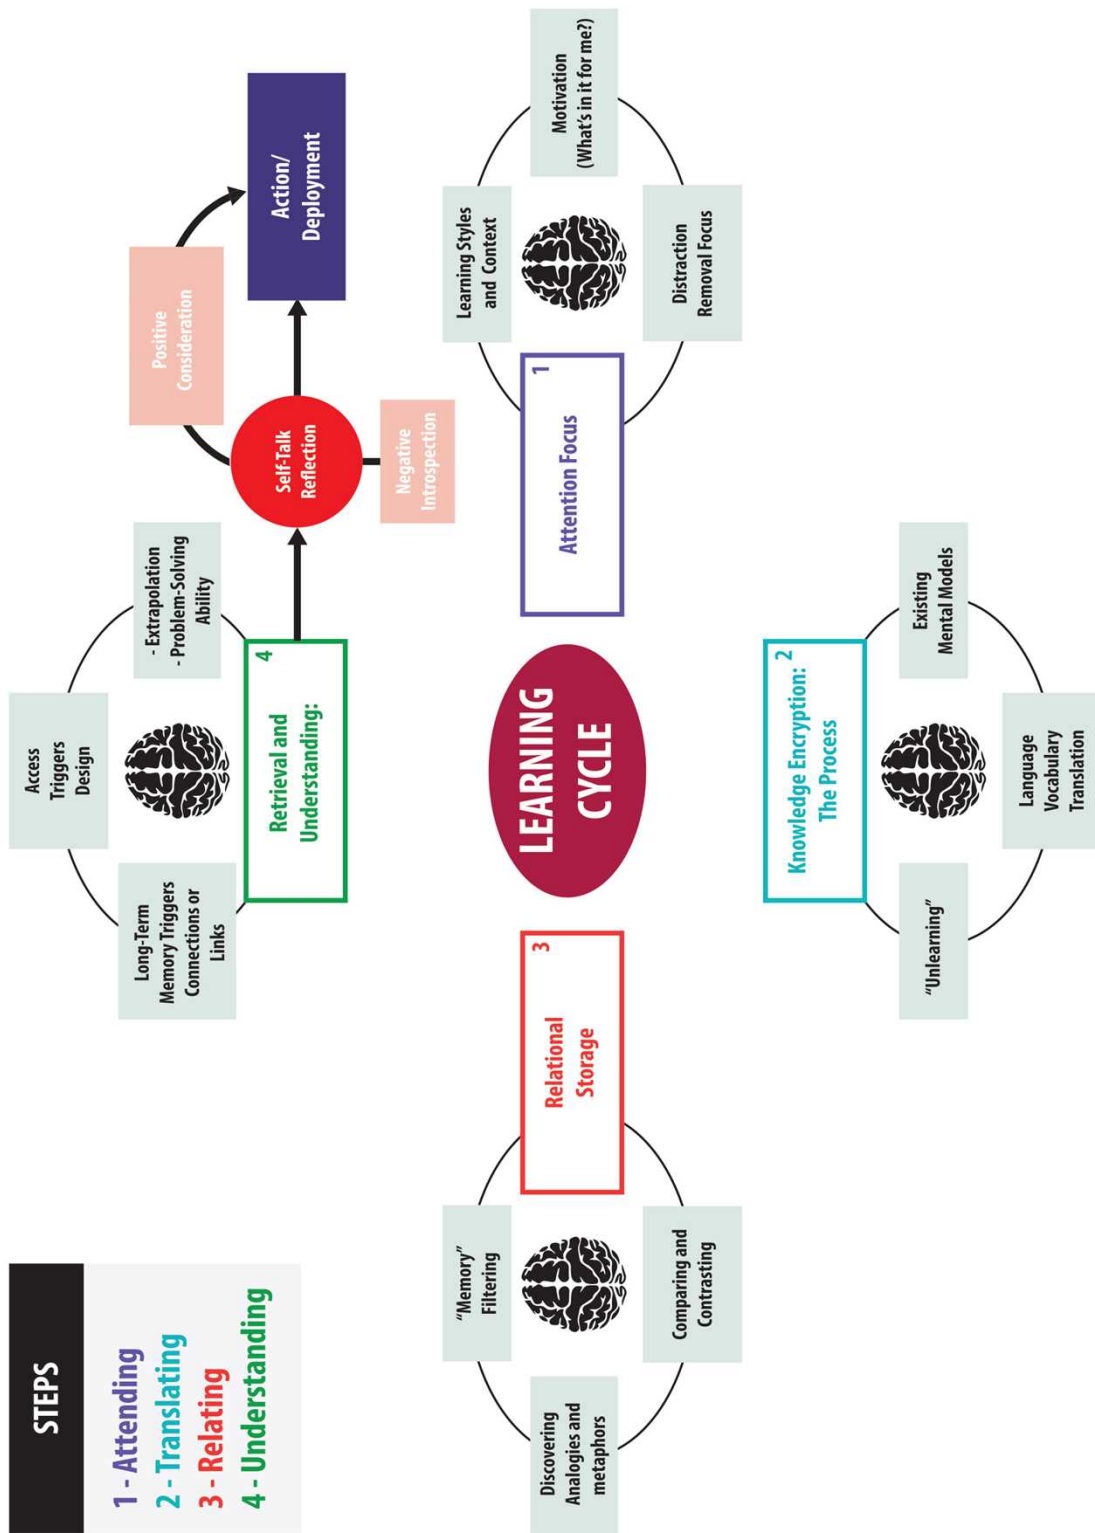 STEPS
1 - Attending
2 - Translating
3 - Relating
4 - Understanding
Long-Term
Memory Triggers
Connections or
Links
Access
Triggers
Design
- Extrapolation
- Problem-Solving
Ability
4
Retrieval and
Understanding:
Self-Talk
Reflection
Positive
Consideration
Negative
Introspection
Action/
Deployment
LEARNING
CYCLE
1
Attention Focus
Learning Styles
and Context
Motivation
(What's in it for me?)
Distraction
Removal Focus
2
Knowledge Encryption:
The Process
Existing
Mental Models
Language
Vocabulary
Translation
“Unlearning”
3
Relational
Storage
“Memory”
Filtering
Discovering
Analogies and
metaphors
Comparing and
Contrasting